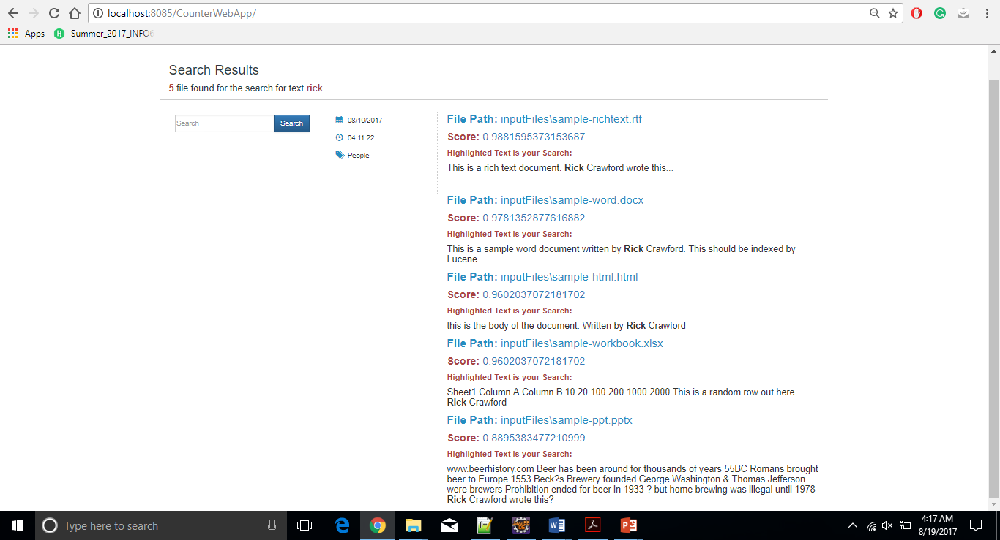 localhost:8085/CounterWebApp/
Apps
Summer_2017_INFO6
Search Results
5 file found for the search for text rick
Search
Search
08/19/2017
04:11:22
People
File Path: inputFiles\sample-richtext.rtf
Score: 0.9881595373153687
Highlighted Text is your Search:
This is a rich text document. Rick Crawford wrote this...
File Path: inputFiles\sample-word.docx
Score: 0.9781352877616882
Highlighted Text is your Search:
This is a sample word document written by Rick Crawford. This should be indexed by
Lucene.
File Path: inputFiles\sample-html.html
Score: 0.9602037072181702
Highlighted Text is your Search:
this is the body of the document. Written by Rick Crawford
File Path: inputFiles\sample-workbook.xlsx
Score: 0.9602037072181702
Highlighted Text is your Search:
Sheet1 Column A Column B 10 20 100 200 1000 2000 This is a random row out here.
Rick Crawford
File Path: inputFiles\sample-ppt.pptx
Score: 0.8895383477210999
Highlighted Text is your Search:
www.beerhistory.com Beer has been around for thousands of years 55BC Romans brought
beer to Europe 1553 Beck?s Brewery founded George Washington & Thomas Jefferson
were brewers Prohibition ended for beer in 1933 ? but home brewing was illegal until 1978
Rick Crawford wrote this?
Type here to search
4:17 AM
8/19/2017